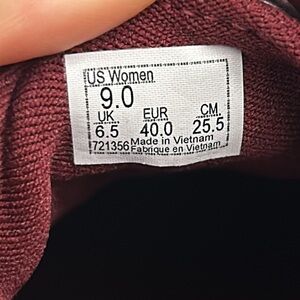 US Women
9.0
UK EUR CM
6.5 40.0 25.5
721356 Made in Vietnam
Fabrique en Vietnam